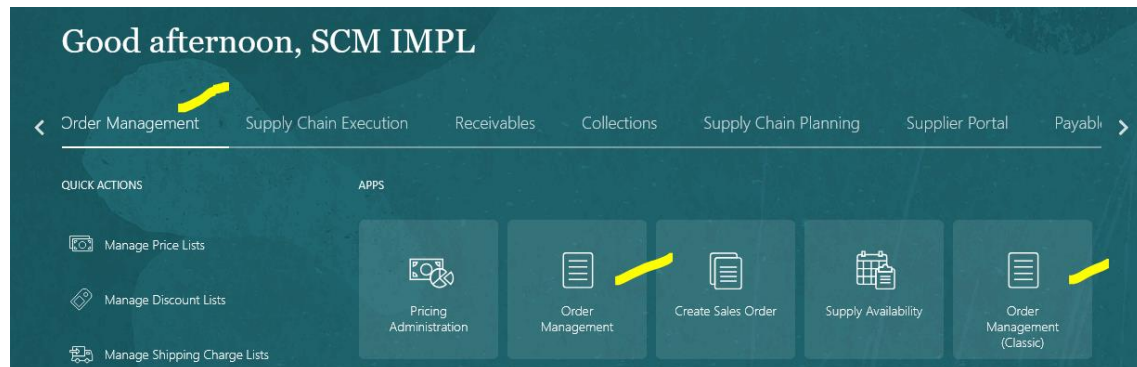 Good afternoon, SCM IMPL
Order Management Supply Chain Execution Receivables Collections Supply Chain Planning Supplier Portal Payabl
QUICK ACTIONS APPS
Manage Price Lists
Manage Discount Lists
Manage Shipping Charge Lists
Pricing
Administration
Order
Management
Create Sales Order
Supply Availability
Order
Management
(Classic)